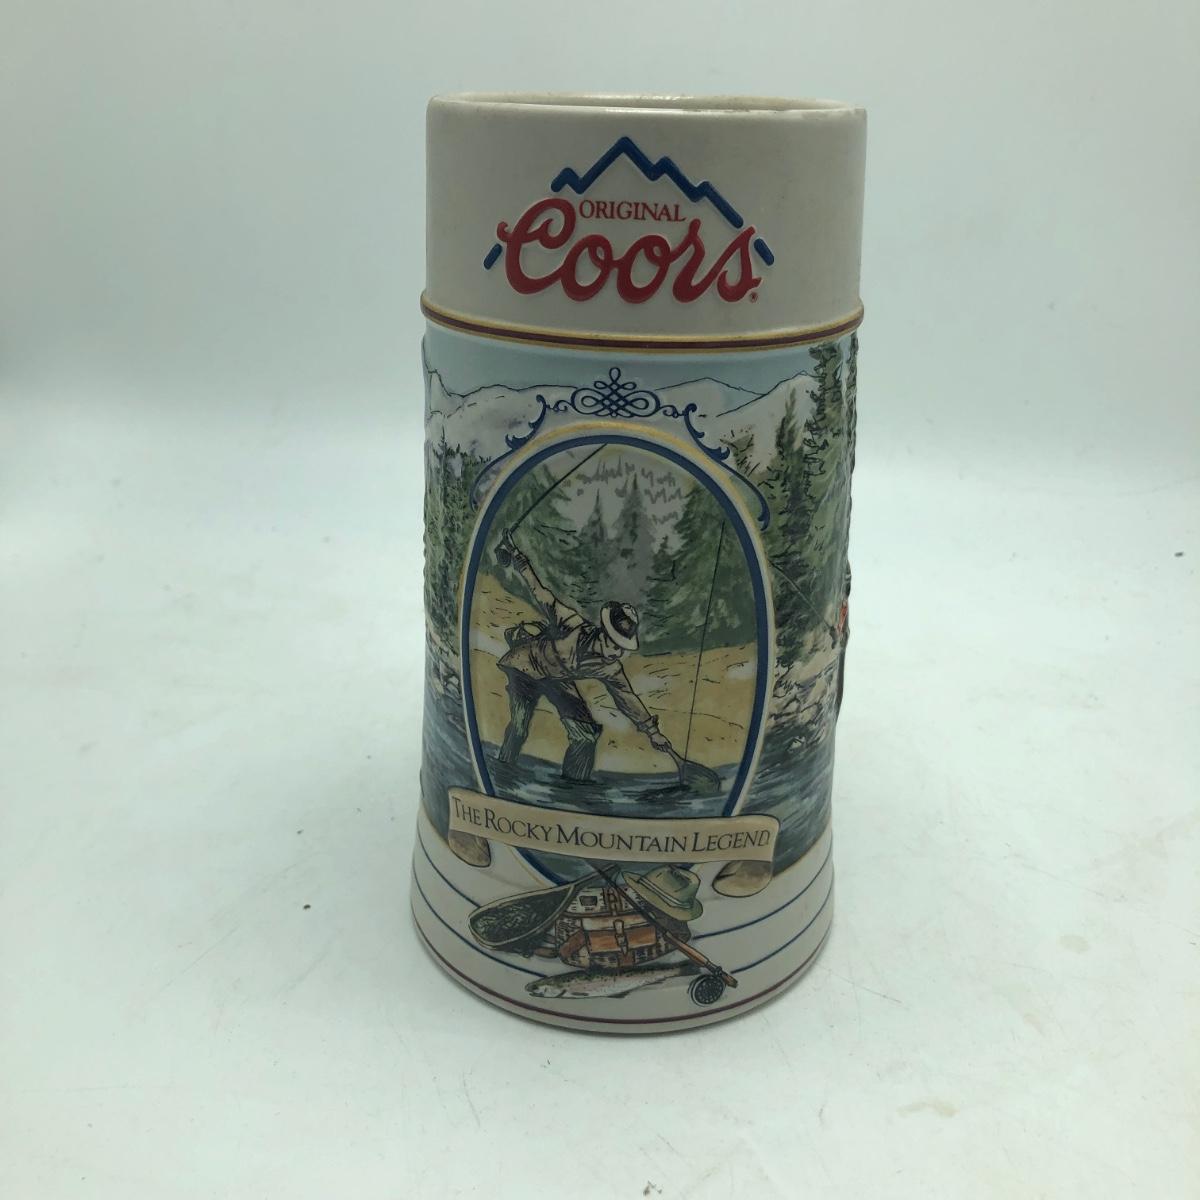 ORIGINAL
Coors®
THE ROCKY MOUNTAIN LEGEND